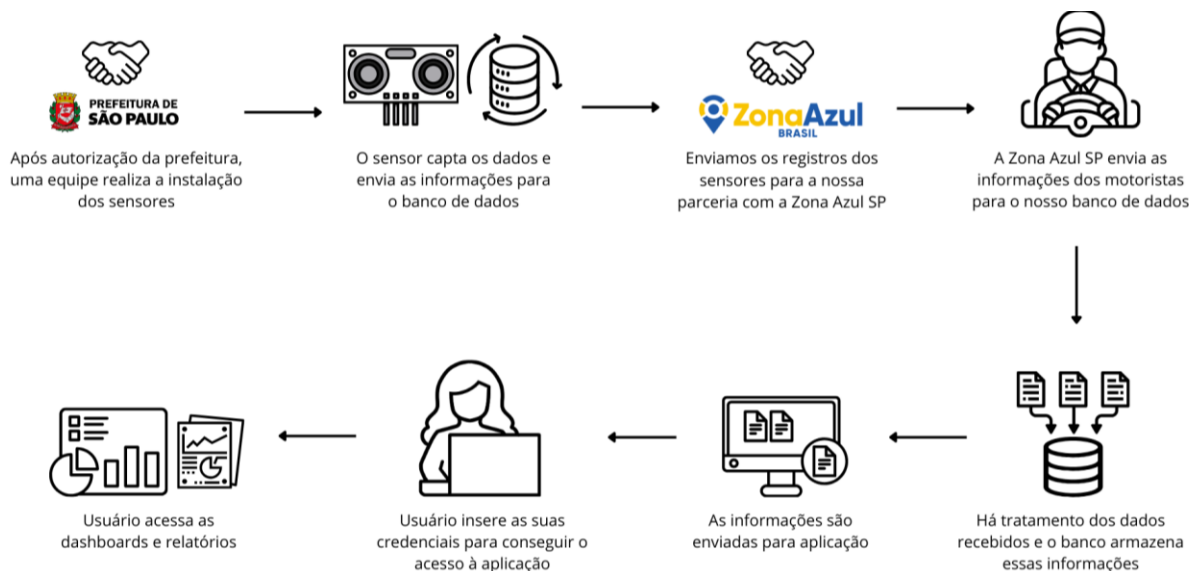 PREFEITURA DE
SÃO PAULO
Após autorização da prefeitura,
uma equipe realiza a instalação
dos sensores
O sensor capta os dados e
envia as informações para
o banco de dados
ZonaAzul
BRASIL
Enviamos os registros dos
sensores para a nossa
parceria com a Zona Azul SP
A Zona Azul SP envia as
informações dos motoristas
para o nosso banco de dados
Há tratamento dos dados
recebidos e o banco armazena
essas informações
As informações são
enviadas para aplicação
Usuário insere as suas
credenciais para conseguir o
acesso à aplicação
Usuário acessa as
dashboards e relatórios